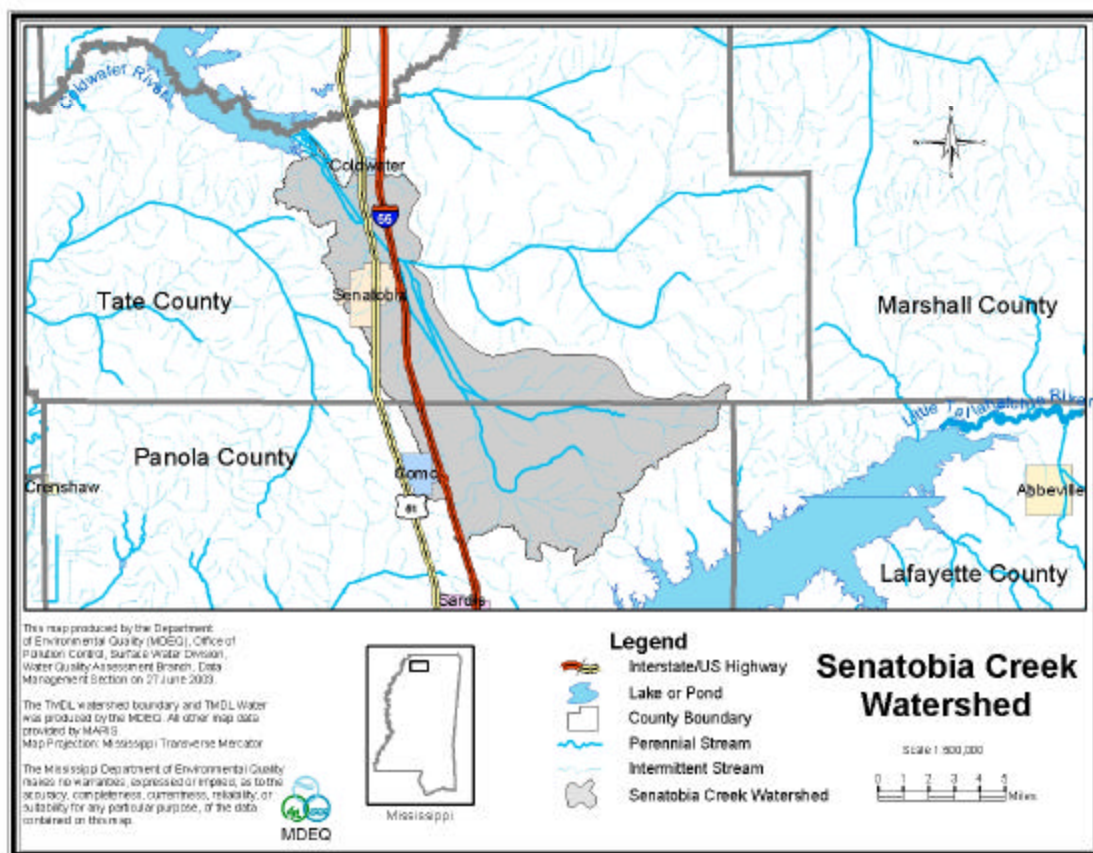 Coldwater River
Coldwater
55
Tate County
Senatobia
Marshall County
Little Tallahatchie River
Panola County
Como
Crenshaw
51
Abbeville
Lafayette County
Sardis
This map produced by the Department
of Environmental Quality (MDEQ), Office of
Pollution Control, Surface Water Division,
Water Quality Assessment Branch, Data
Management Section on 27 June 2003.
The TMDL watershed boundary and TMDL Water
was produced by the MDEQ. All other map data
provided by MARIS.
Map Projection: Mississippi Transverse Mercator
The Mississippi Department of Environmental Quality
makes no warranties, expressed or implied, as to the
accuracy, completeness, currentness, reliability, or
suitability for any particular purpose, of the data
contained on this map.
MDEQ
Mississippi
Legend
Interstate/US Highway
Lake or Pond
County Boundary
Perennial Stream
Intermittent Stream
Senatobia Creek Watershed
Senatobia Creek
Watershed
Scale 1:500,000
0 1 2 3 4 5
Miles